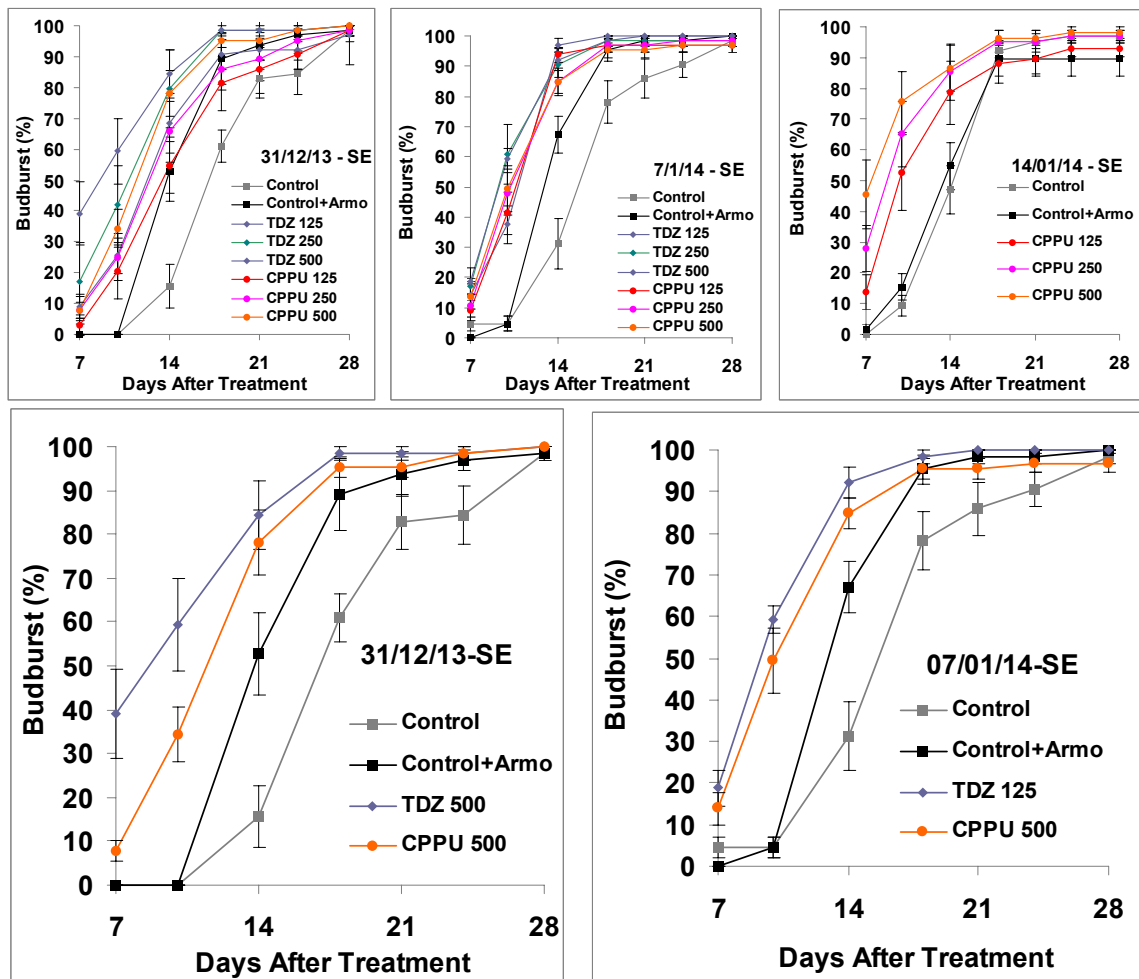 100
90
80
70
60
50
40
30
20
10
0
Budburst (%)
31/12/13 - SE
Control
Control+Armo
TDZ 125
TDZ 250
TDZ 500
CPPU 125
CPPU 250
CPPU 500
7 14 21 28
Days After Treatment
100
90
80
70
60
50
40
30
20
10
0
Budburst (%)
7/1/14 - SE
Control
Control+Armo
TDZ 125
TDZ 250
TDZ 500
CPPU 125
CPPU 250
CPPU 500
7 14 21 28
Days After Treatment
100
90
80
70
60
50
40
30
20
10
0
Budburst (%)
14/01/14 - SE
Control
Control+Armo
CPPU 125
CPPU 250
CPPU 500
7 14 21 28
Days After Treatment
100
90
80
70
60
50
40
30
20
10
0
Budburst (%)
31/12/13-SE
Control
Control+Armo
TDZ 500
CPPU 500
7 14 21 28
Days After Treatment
100
90
80
70
60
50
40
30
20
10
0
Budburst (%)
07/01/14-SE
Control
Control+Armo
TDZ 125
CPPU 500
7 14 21 28
Days After Treatment